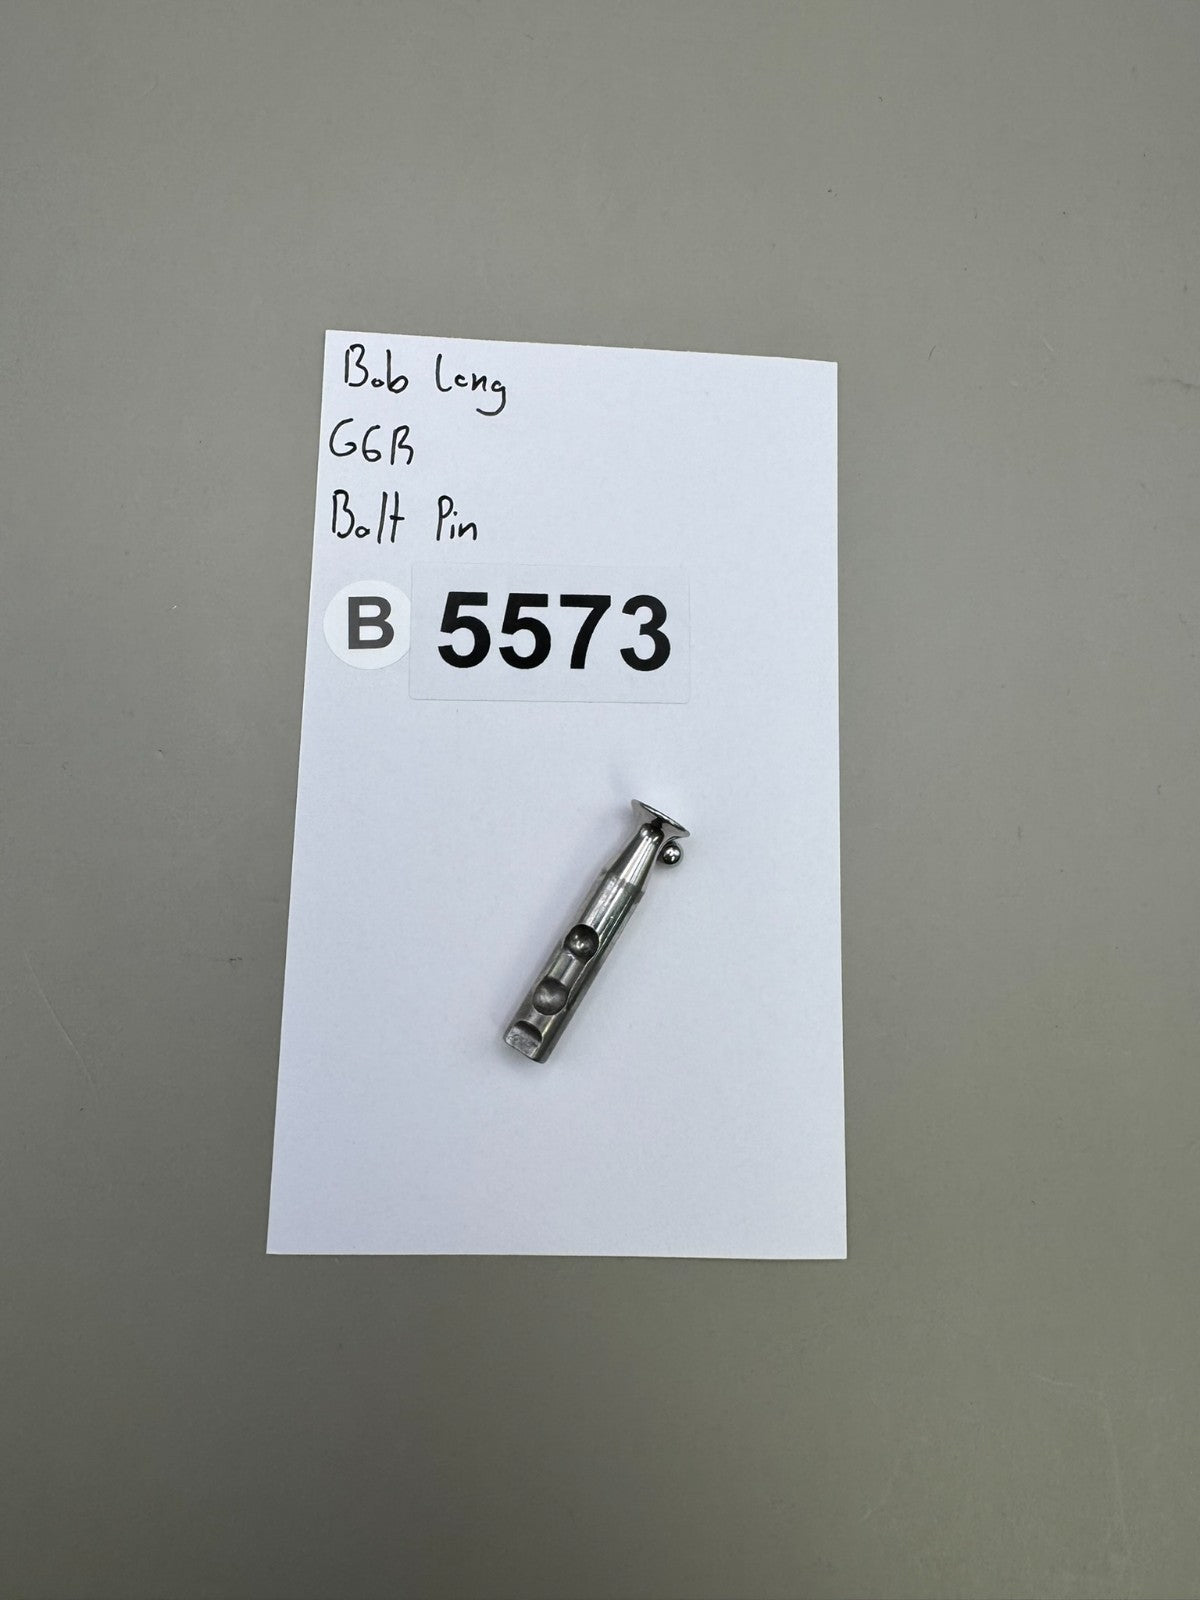 Bob Long
G6R
Bolt Pin
B 5573